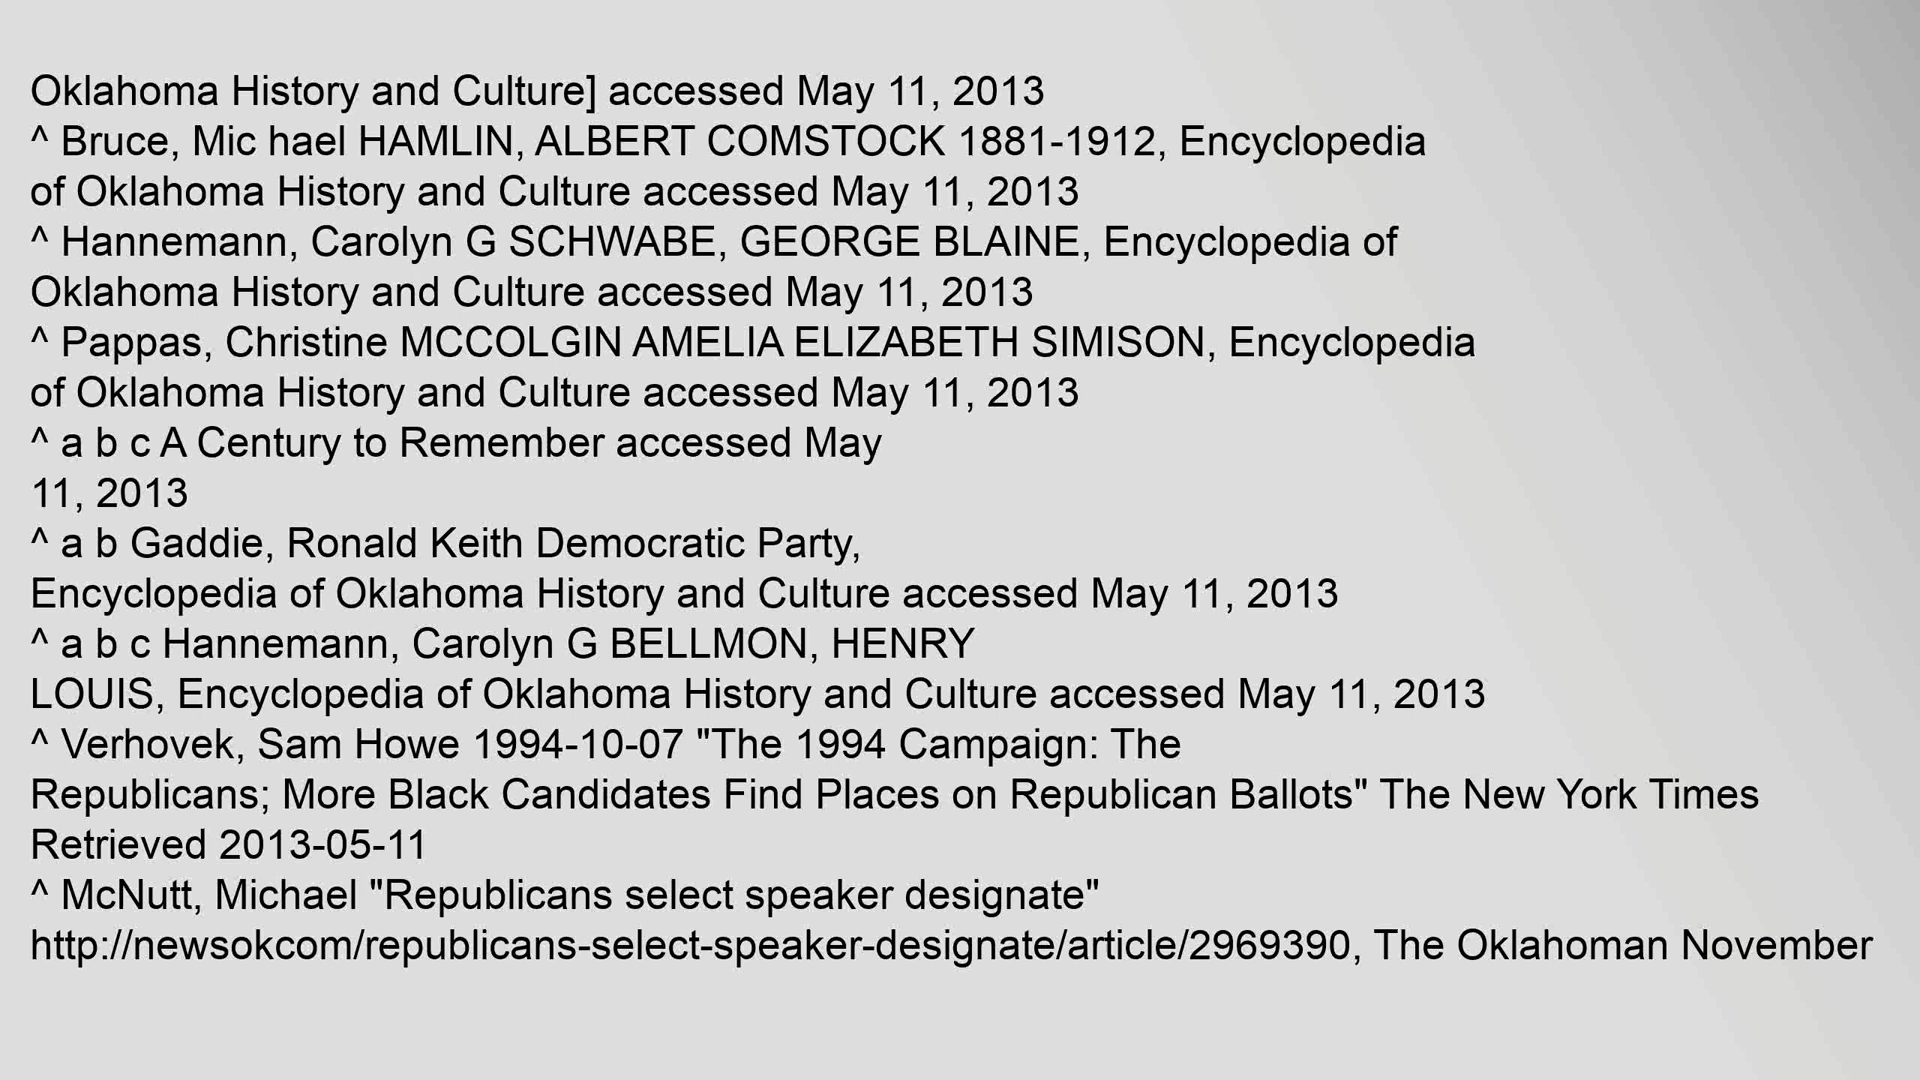 Oklahoma History and Culture] accessed May 11, 2013
^ Bruce, Mic hael HAMLIN, ALBERT COMSTOCK 1881-1912, Encyclopedia
of Oklahoma History and Culture accessed May 11, 2013
^ Hannemann, Carolyn G SCHWABE, GEORGE BLAINE, Encyclopedia of
Oklahoma History and Culture accessed May 11, 2013
^ Pappas, Christine MCCOLGIN AMELIA ELIZABETH SIMISON, Encyclopedia
of Oklahoma History and Culture accessed May 11, 2013
^ a b c A Century to Remember accessed May
11, 2013
^ a b Gaddie, Ronald Keith Democratic Party,
Encyclopedia of Oklahoma History and Culture accessed May 11, 2013
^ a b c Hannemann, Carolyn G BELLMON, HENRY
LOUIS, Encyclopedia of Oklahoma History and Culture accessed May 11, 2013
^ Verhovek, Sam Howe 1994-10-07 "The 1994 Campaign: The
Republicans; More Black Candidates Find Places on Republican Ballots" The New York Times
Retrieved 2013-05-11
^ McNutt, Michael "Republicans select speaker designate"
http://newsokcom/republicans-select-speaker-designate/article/2969390, The Oklahoman November